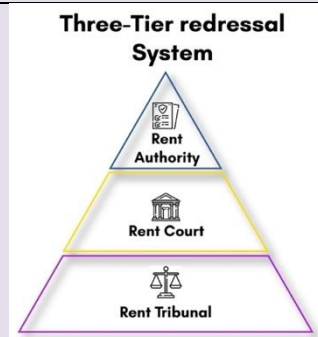 Three-Tier redressal
System
Rent
Authority
Rent Court
Rent Tribunal